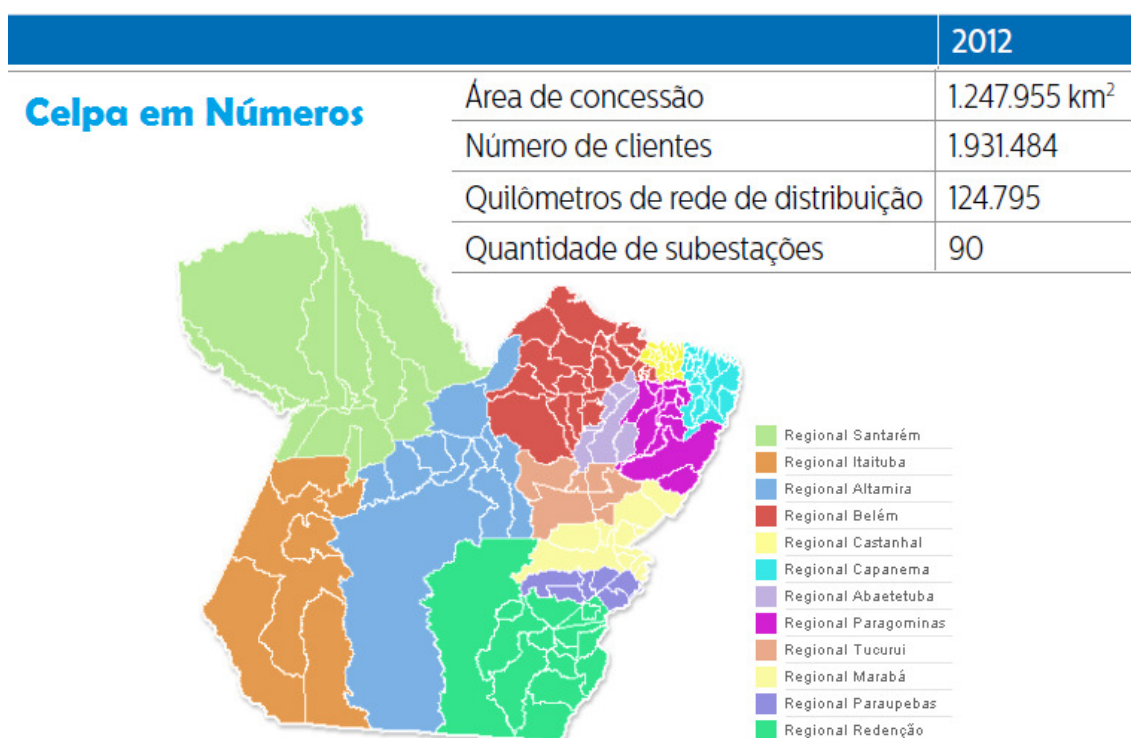 2012
Celpa em Números
Área de concessão 1.247.955 km²
Número de clientes 1.931.484
Quilômetros de rede de distribuição 124.795
Quantidade de subestações 90
Regional Santarém
Regional Itaituba
Regional Altamira
Regional Belém
Regional Castanhal
Regional Capanema
Regional Abaetetuba
Regional Paragominas
Regional Tucurui
Regional Marabá
Regional Paraupebas
Regional Redenção